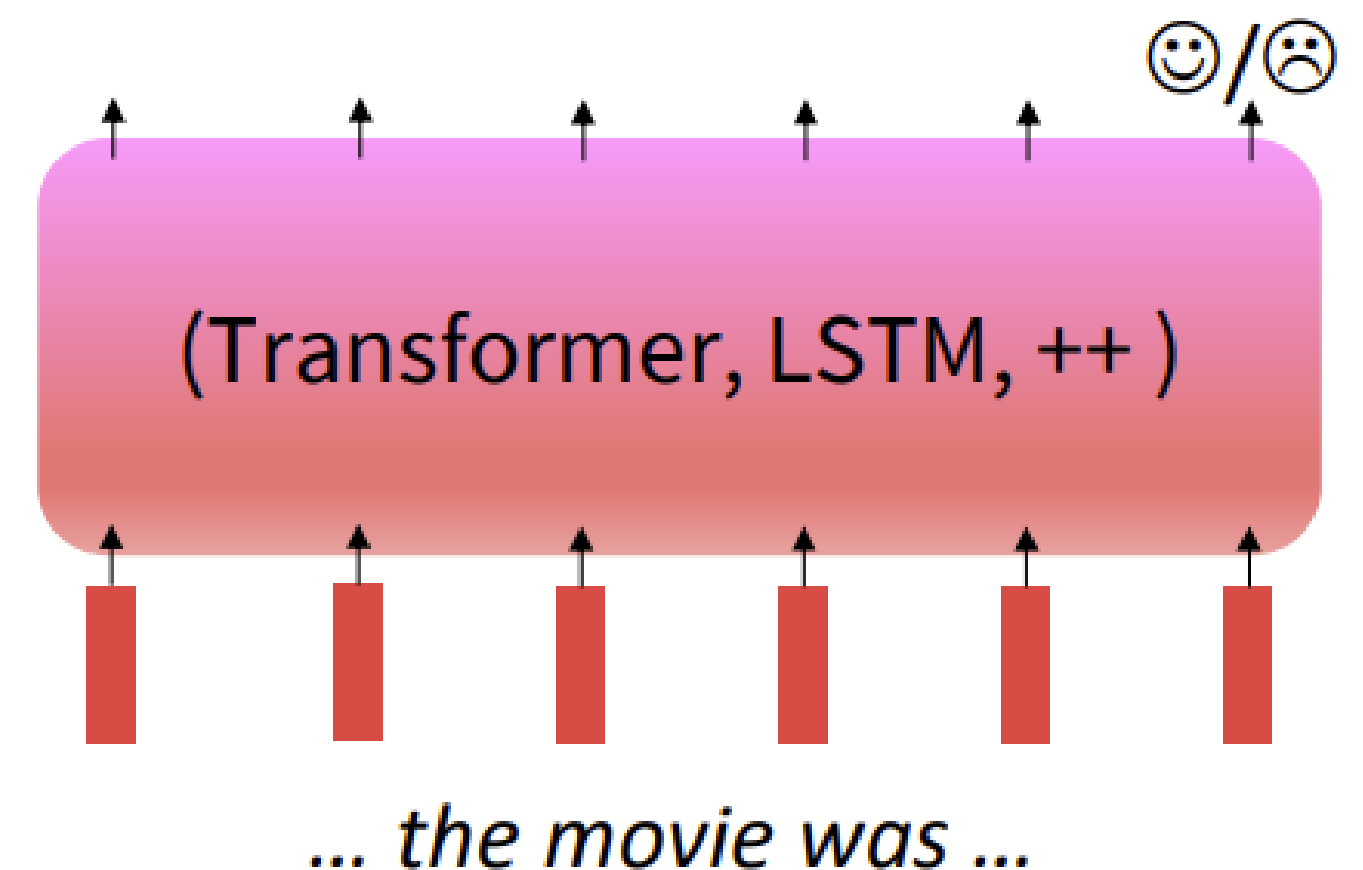 ☺/☹
(Transformer, LSTM, ++ )
... the movie was ...